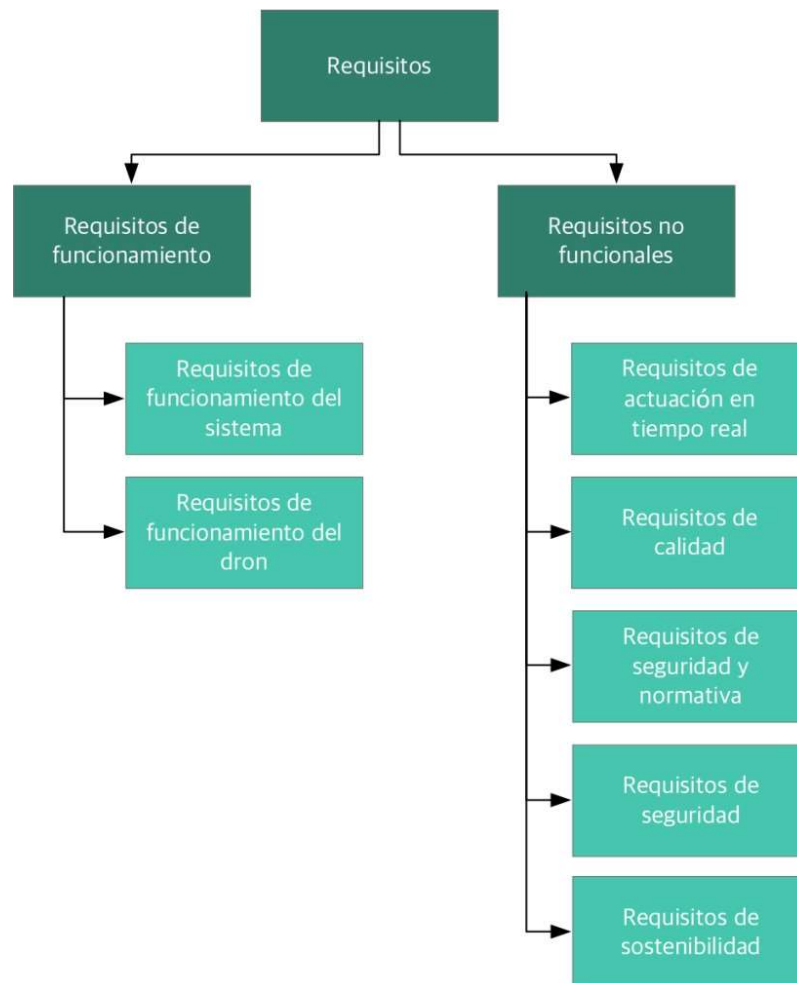 Requisitos
Requisitos de
funcionamiento
Requisitos no
funcionales
Requisitos de
funcionamiento del
sistema
Requisitos de
funcionamiento del
dron
Requisitos de
actuación en
tiempo real
Requisitos de
calidad
Requisitos de
seguridad y
normativa
Requisitos de
seguridad
Requisitos de
sostenibilidad